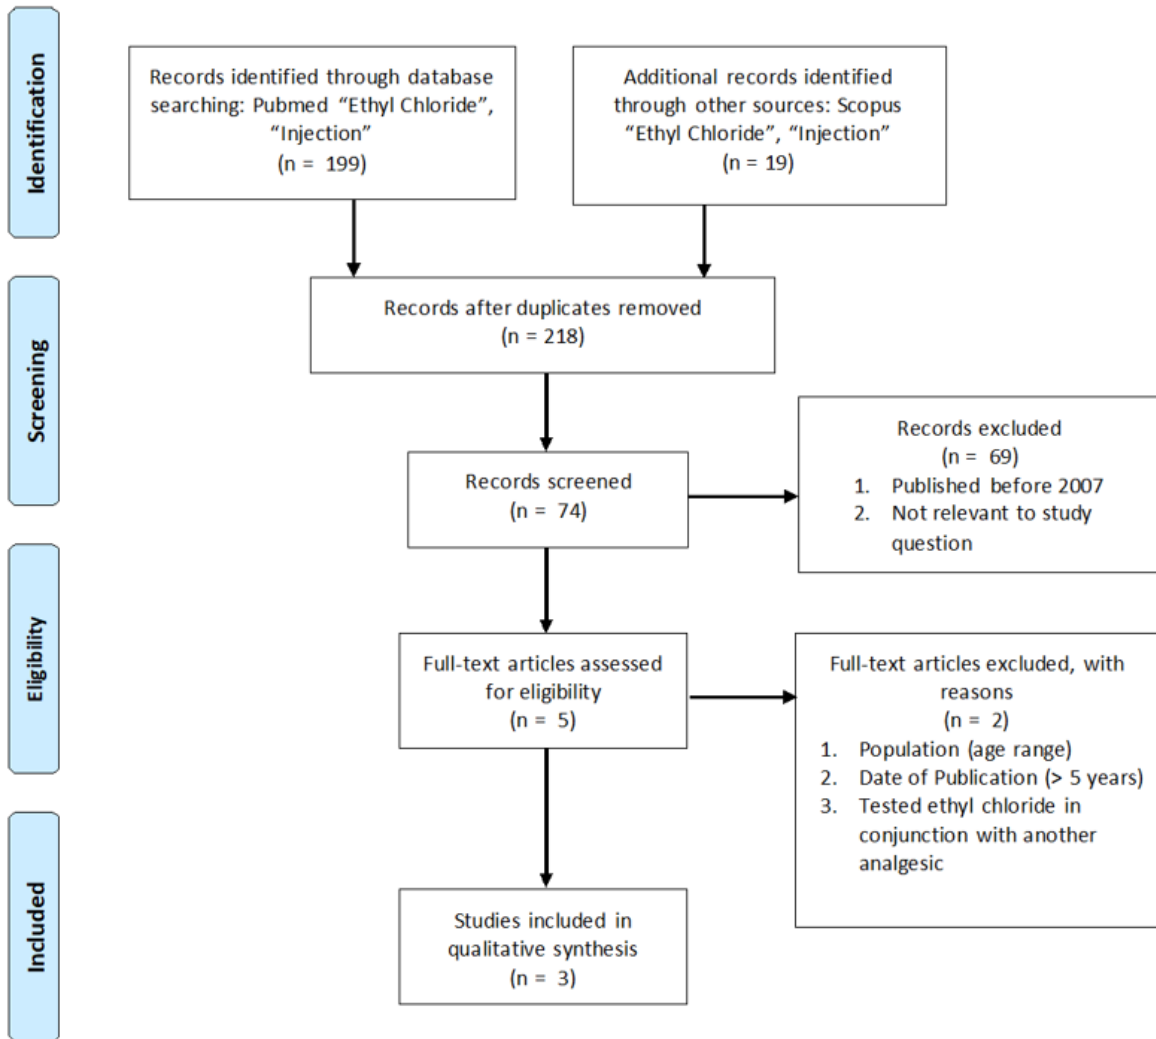 Identification
Records identified through database
searching: Pubmed “Ethyl Chloride”,
“Injection”
(n = 199)
Additional records identified
through other sources: Scopus
“Ethyl Chloride”, “Injection”
(n = 19)
Screening
Records after duplicates removed
(n = 218)
Records screened
(n = 74)
Records excluded
(n = 69)
1. Published before 2007
2. Not relevant to study
question
Eligibility
Full-text articles assessed
for eligibility
(n = 5)
Full-text articles excluded, with
reasons
(n = 2)
1. Population (age range)
2. Date of Publication (> 5 years)
3. Tested ethyl chloride in
conjunction with another
analgesic
Included
Studies included in
qualitative synthesis
(n = 3)